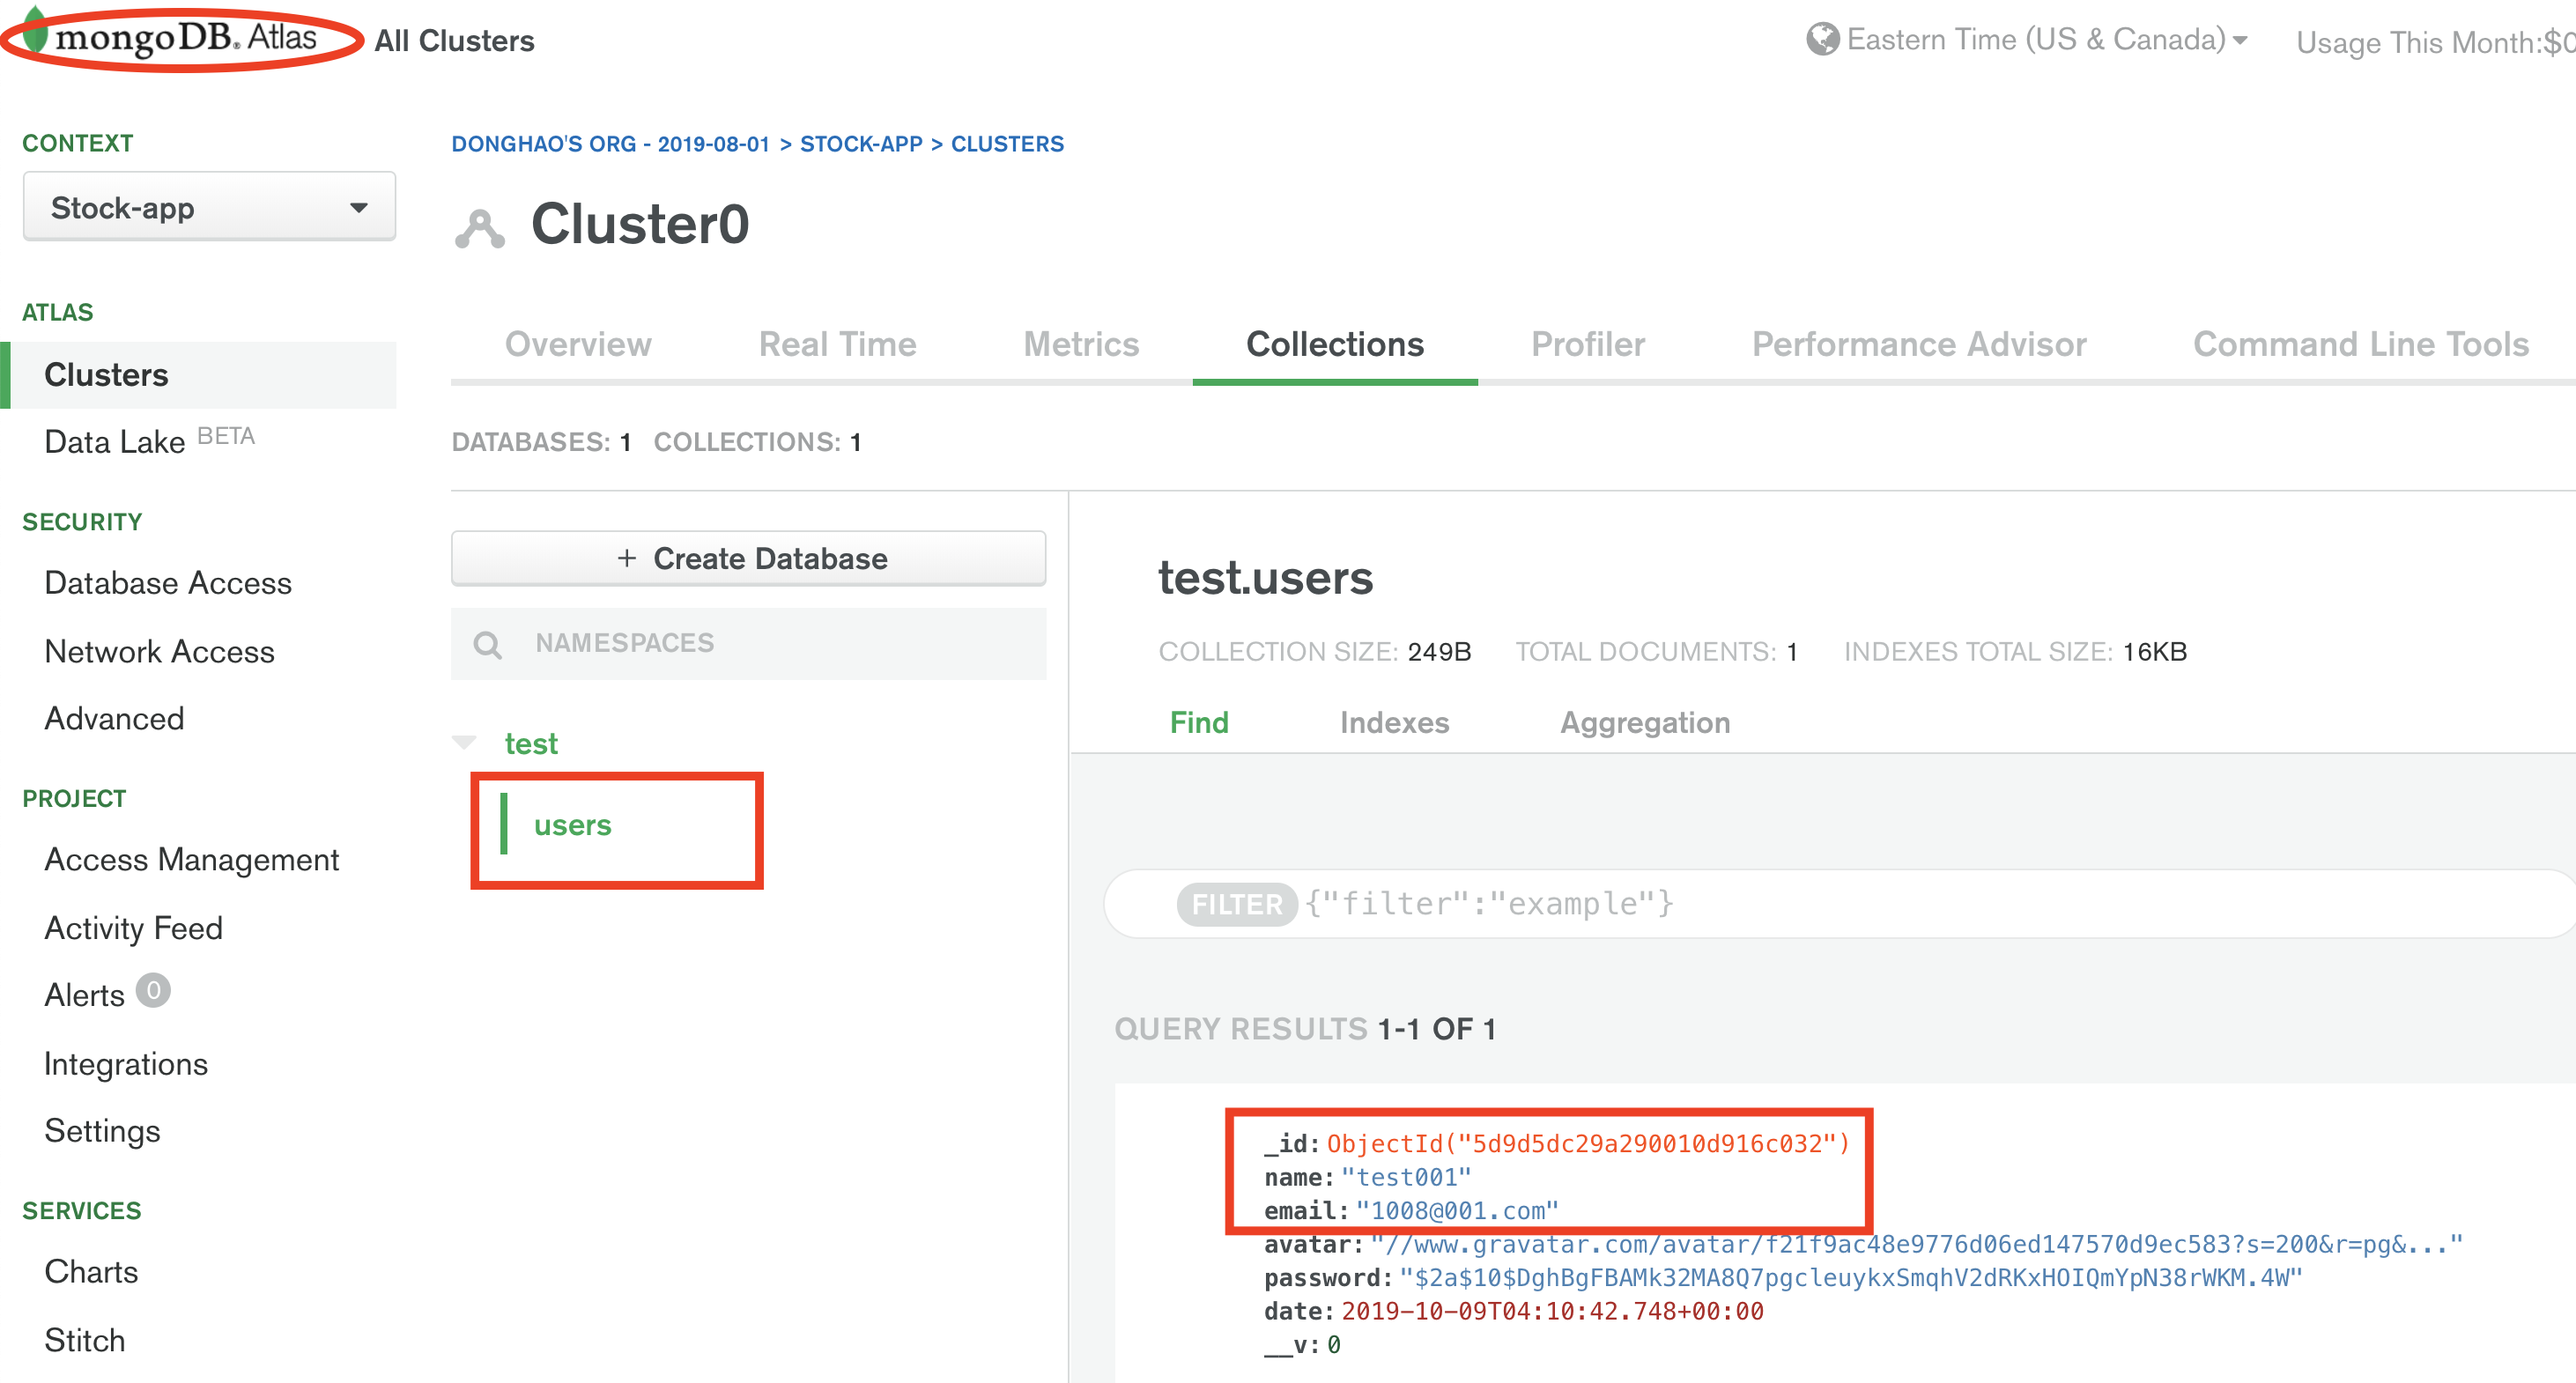 mongoDB. Atlas All Clusters
Eastern Time (US & Canada) Usage This Month:$0
CONTEXT
Stock-app
ATLAS
Clusters
Data Lake BETA
SECURITY
Database Access
Network Access
Advanced
PROJECT
Access Management
Activity Feed
Alerts 0
Integrations
Settings
SERVICES
Charts
Stitch
DONGHAO'S ORG - 2019-08-01 > STOCK-APP > CLUSTERS
Cluster0
Overview Real Time Metrics Collections Profiler Performance Advisor Command Line Tools
DATABASES: 1 COLLECTIONS: 1
+ Create Database
NAMESPACES
test
users
test.users
COLLECTION SIZE: 249B TOTAL DOCUMENTS: 1 INDEXES TOTAL SIZE: 16KB
Find Indexes Aggregation
FILTER {"filter":"example"}
QUERY RESULTS 1-1 OF 1
_id: ObjectId("5d9d5dc29a290010d916c032")
name: "test001"
email: "1008@001.com"
avatar: "//www.gravatar.com/avatar/f21f9ac48e9776d06ed147570d9ec583?s=200&r=pg&..."
password: "$2a$10$DghBgFBAMk32MA8Q7pgcleuykxSmqhV2dRKxHOIQmYpN38rWKM.4W"
date: 2019-10-09T04:10:42.748+00:00
__v: 0